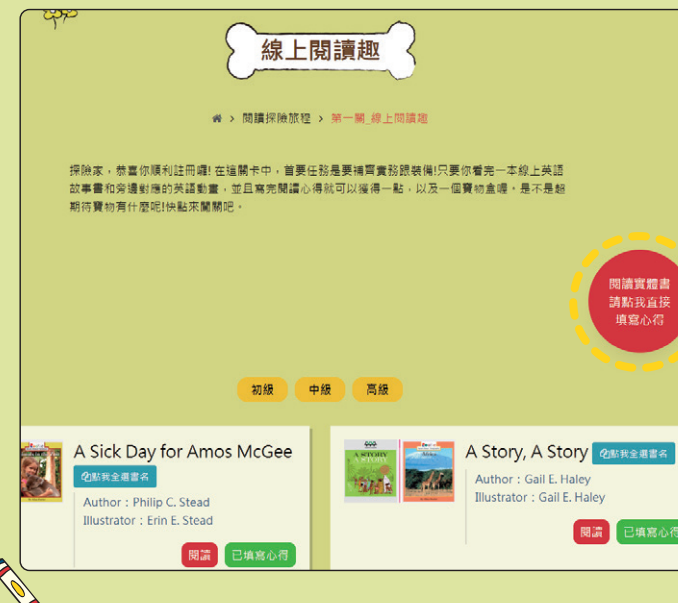 線上閱讀趣
> 閱讀探險旅程 > 第一關_線上閱讀趣
探險家，恭喜你順利註冊囉! 在這關卡中，首要任務是要補齊實務跟裝備!只要你看完一本線上英語
故事書和旁邊對應的英語動畫，並且寫完閱讀心得就可以獲得一點，以及一個寶物盒喔。是不是超
期待寶物有什麼呢!快點來闖關吧。
閱讀實體書
請點我直接
填寫心得
初級
中級
高級
A Sick Day for Amos McGee
點我全選書名
Author : Philip C. Stead
Illustrator : Erin E. Stead
閱讀
已填寫心得
A STORY
A Story, A Story
點我全選書名
Author : Gail E. Haley
Illustrator : Gail E. Haley
閱讀
已填寫心得